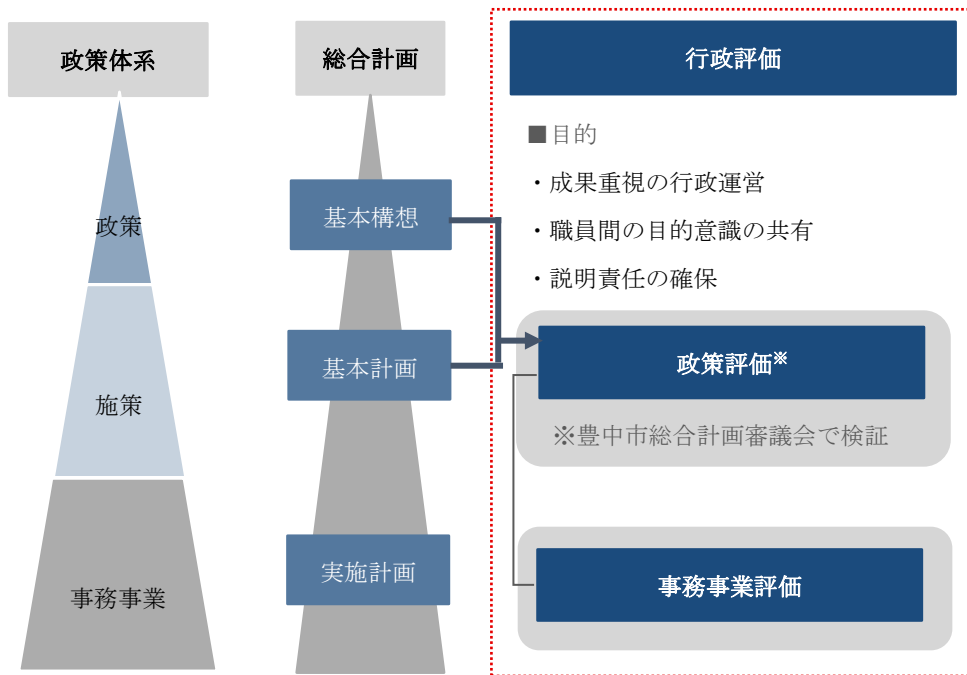 政策体系
政策
施策
事務事業
総合計画
基本構想
基本計画
実施計画
行政評価
■目的
・成果重視の行政運営
・職員間の目的意識の共有
・説明責任の確保
政策評価※
※豊中市総合計画審議会で検証
事務事業評価